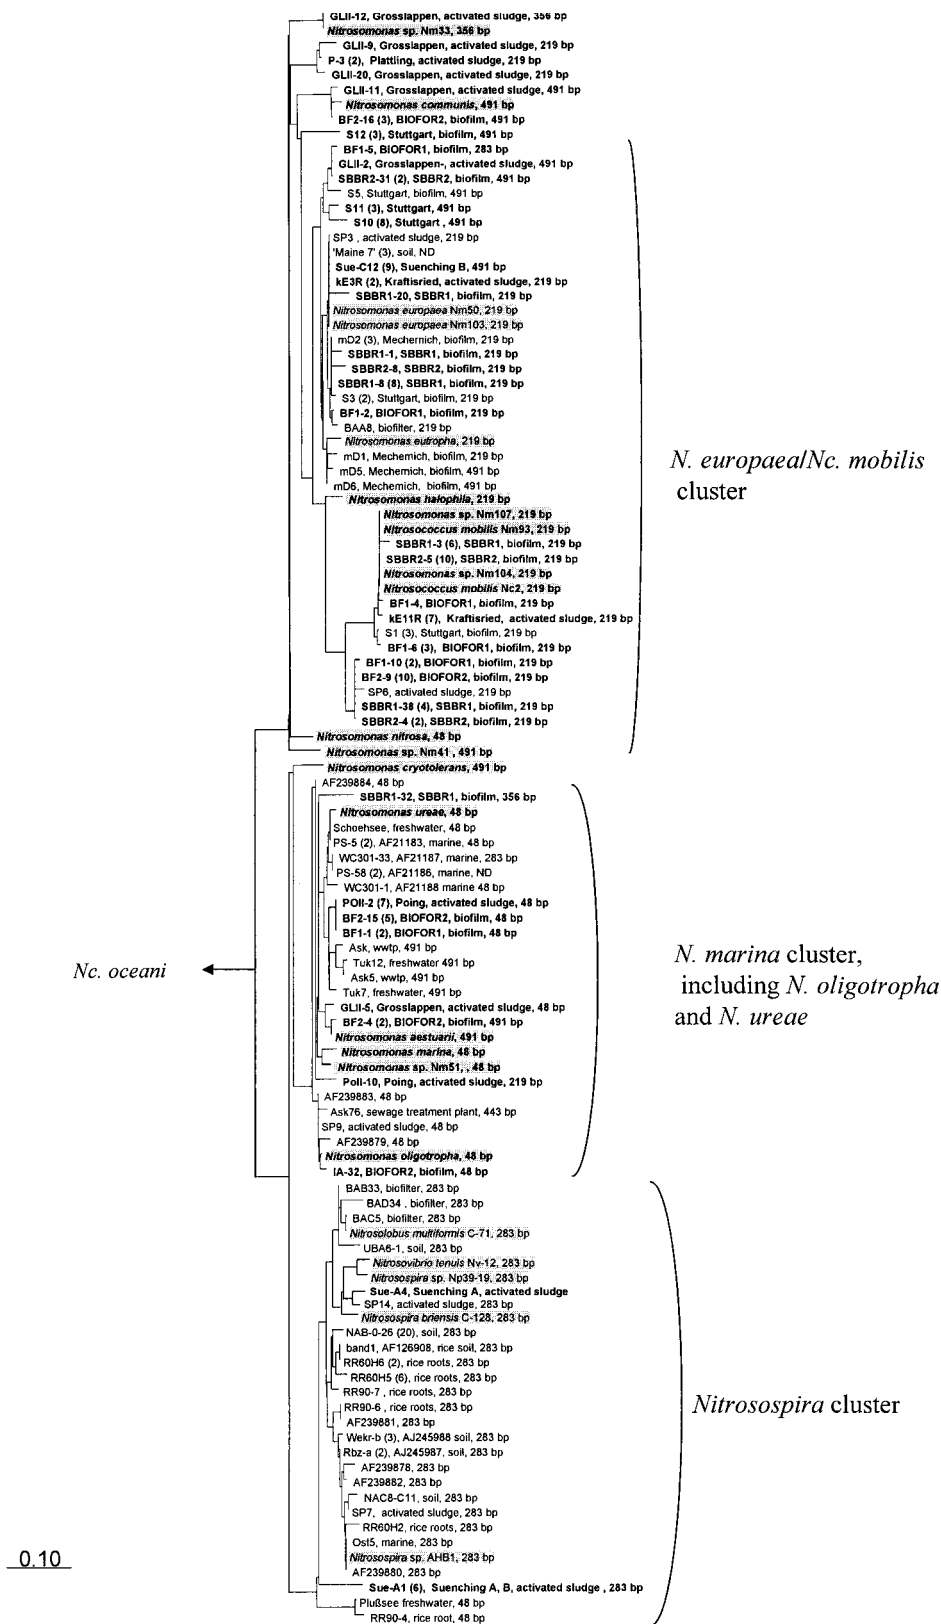 GLII-12, Grosslappen, activated sludge, 356 bp
Nitrosomonas sp. Nm33, 356 bp
GLII-9, Grosslappen, activated sludge, 219 bp
P-3 (2), Plattling, activated sludge, 219 bp
GLII-20, Grosslappen, activated sludge, 219 bp
GLII-11, Grosslappen, activated sludge, 491 bp
Nitrosomonas communis, 491 bp
BF2-16 (3), BIOFOR2, biofilm, 491 bp
S12 (3), Stuttgart, biofilm, 491 bp
BF1-5, BIOFOR1, biofilm, 283 bp
GLII-2, Grosslappen-, activated sludge, 491 bp
SBBR2-31 (2), SBBR2, biofilm, 491 bp
S5, Stuttgart, biofilm, 491 bp
S11 (3), Stuttgart, 491 bp
S10 (8), Stuttgart , 491 bp
SP3 , activated sludge, 219 bp
'Maine 7' (3), soil, ND
Sue-C12 (9), Suenching B, 491 bp
kE3R (2), Kraftisried, activated sludge, 219 bp
SBBR1-20, SBBR1, biofilm, 219 bp
Nitrosomonas europaea Nm50, 219 bp
Nitrosomonas europaea Nm103, 219 bp
mD2 (3), Mechernich, biofilm, 219 bp
SBBR1-1, SBBR1, biofilm, 219 bp
SBBR2-8, SBBR2, biofilm, 219 bp
SBBR1-8 (8), SBBR1, biofilm, 219 bp
S3 (2), Stuttgart, biofilm, 219 bp
BF1-2, BIOFOR1, biofilm, 219 bp
BAA8, biofilter, 219 bp
Nitrosomonas eutropha, 219 bp
mD1, Mechernich, biofilm, 219 bp
mD5, Mechernich, biofilm, 491 bp
mD6, Mechernich, biofilm, 491 bp
Nitrosomonas halophila, 219 bp
Nitrosomonas sp. Nm107, 219 bp
Nitrosococcus mobilis Nm93, 219 bp
SBBR1-3 (6), SBBR1, biofilm, 219 bp
SBBR2-5 (10), SBBR2, biofilm, 219 bp
Nitrosomonas sp. Nm104, 219 bp
Nitrosococcus mobilis Nc2, 219 bp
BF1-4, BIOFOR1, biofilm, 219 bp
kE11R (7), Kraftisried, activated sludge, 219 bp
S1 (3), Stuttgart, biofilm, 219 bp
BF1-6 (3), BIOFOR1, biofilm, 219 bp
BF1-10 (2), BIOFOR1, biofilm, 219 bp
BF2-9 (10), BIOFOR2, biofilm, 219 bp
SP6, activated sludge, 219 bp
SBBR1-38 (4), SBBR1, biofilm, 219 bp
SBBR2-4 (2), SBBR2, biofilm, 219 bp
Nitrosomonas nitrosa, 48 bp
Nitrosomonas sp. Nm41 , 491 bp
N. europaea/Nc. mobilis
cluster
Nitrosomonas cryotolerans, 491 bp
AF239884, 48 bp
SBBR1-32, SBBR1, biofilm, 356 bp
Nitrosomonas ureae, 48 bp
Schoehsee, freshwater, 48 bp
PS-5 (2), AF21183, marine, 48 bp
WC301-33, AF21187, marine, 283 bp
PS-58 (2), AF21186, marine, ND
WC301-1, AF21188 marine 48 bp
POII-2 (7), Poing, activated sludge, 48 bp
BF2-15 (5), BIOFOR2, biofilm, 48 bp
BF1-1 (2), BIOFOR1, biofilm, 48 bp
Ask, wwtp, 491 bp
Tuk12, freshwater 491 bp
Ask5, wwtp, 491 bp
Tuk7, freshwater, 491 bp
GLII-5, Grosslappen, activated sludge, 48 bp
BF2-4 (2), BIOFOR2, biofilm, 491 bp
Nitrosomonas aestuarii, 491 bp
Nitrosomonas marina, 48 bp
Nitrosomonas sp. Nm51, , 48 bp
PoII-10, Poing, activated sludge, 219 bp
AF239883, 48 bp
Ask76, sewage treatment plant, 443 bp
SP9, activated sludge, 48 bp
AF239879, 48 bp
Nitrosomonas oligotropha, 48 bp
IA-32, BIOFOR2, biofilm, 48 bp
N. marina cluster,
including N. oligotropha
and N. ureae
Nc. oceani
BAB33, biofilter, 283 bp
BAD34 , biofilter, 283 bp
BAC5, biofilter, 283 bp
Nitrosolobus multiformis C-71, 283 bp
UBA6-1, soil, 283 bp
Nitrosovibrio tenuis Nv-12, 283 bp
Nitrosospira sp. Np39-19, 283 bp
Sue-A4, Suenching A, activated sludge
SP14, activated sludge, 283 bp
Nitrosospira briensis C-128, 283 bp
NAB-0-26 (20), soil, 283 bp
band1, AF126908, rice soil, 283 bp
RR60H6 (2), rice roots, 283 bp
RR60H5 (6), rice roots, 283 bp
RR90-7 , rice roots, 283 bp
RR90-6, rice roots, 283 bp
AF239881, 283 bp
Wekr-b (3), AJ245988 soil, 283 bp
Rbz-a (2), AJ245987, soil, 283 bp
AF239878, 283 bp
AF239882, 283 bp
NAC8-C11, soil, 283 bp
SP7, activated sludge, 283 bp
RR60H2, rice roots, 283 bp
Ost5, marine, 283 bp
Nitrosospira sp. AHB1, 283 bp
AF239880, 283 bp
Sue-A1 (6), Suenching A, B, activated sludge , 283 bp
Plußsee freshwater, 48 bp
RR90-4, rice root, 48 bp
Nitrosospira cluster
0.10